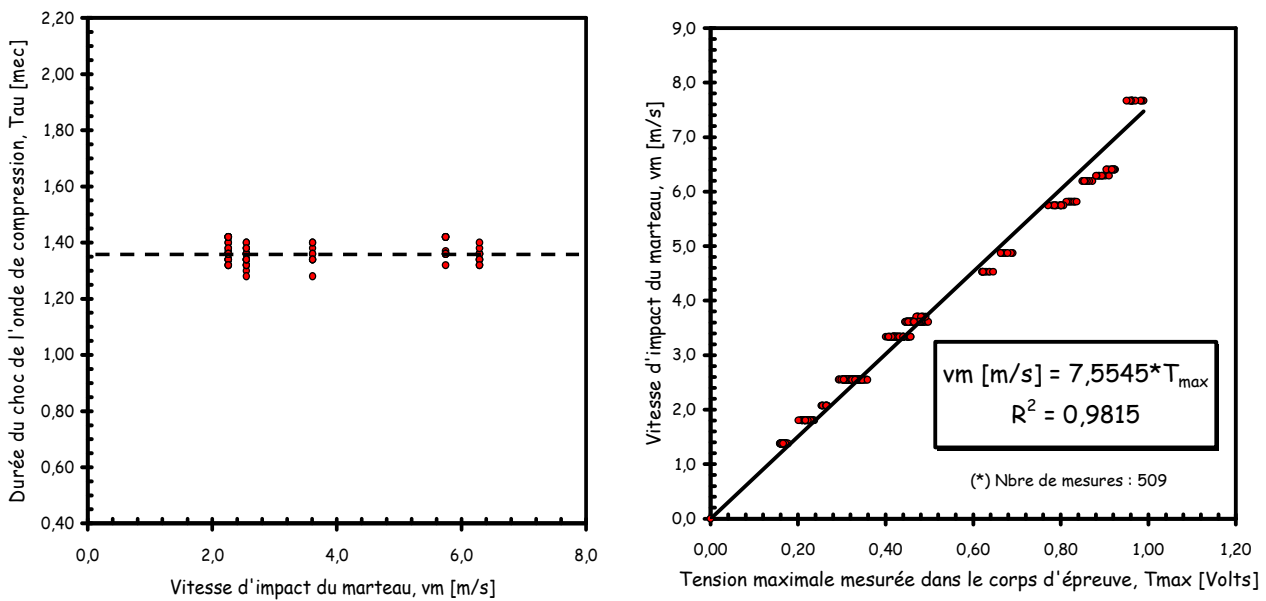 2,20
2,00
1,80
1,60
1,40
1,20
1,00
0,80
0,60
0,40
0,0 2,0 4,0 6,0 8,0
Durée du choc de l'onde de compression, Tau [mec]
Vitesse d'impact du marteau, vm [m/s]
9,0
8,0
7,0
6,0
5,0
4,0
3,0
2,0
1,0
0,0
0,00 0,20 0,40 0,60 0,80 1,00 1,20
Vitesse d'impact du marteau, vm [m/s]
vm [m/s] = 7,5545*Tmax
R² = 0,9815
(*) Nbre de mesures : 509
Tension maximale mesurée dans le corps d'épreuve, Tmax [Volts]